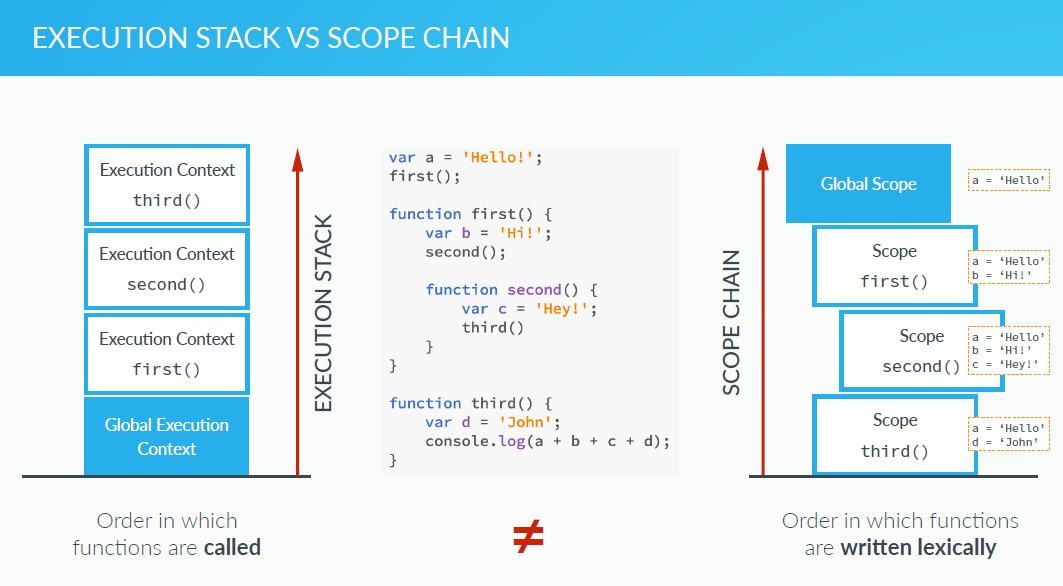 EXECUTION STACK VS SCOPE CHAIN
Execution Context
third()
Execution Context
second()
Execution Context
first()
Global Execution
Context
EXECUTION STACK
Order in which
functions are called
var a = 'Hello!';
first();
function first() {
var b = 'Hi!';
second();
function second() {
var c = 'Hey!';
third()
}
}
function third() {
var d = 'John';
console.log(a + b + c + d);
}
≠
SCOPE CHAIN
Global Scope
a = ‘Hello’
Scope
first()
a = ‘Hello’
b = ‘Hi!’
Scope
second()
a = ‘Hello’
b = ‘Hi!’
c = ‘Hey!’
Scope
third()
a = ‘Hello’
d = ‘John’
Order in which functions
are written lexically